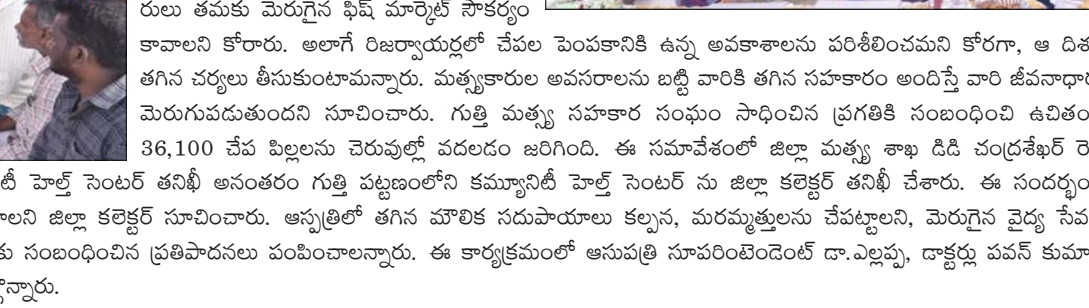 రులు తమకు మెరుగైన ఫిష్ మార్కెట్ సౌకర్యం
కావాలని కోరారు. అలాగే రిజర్వాయర్లలో చేపల పెంపకానికి ఉన్న అవకాశాలను పరిశీలించమని కోరగా, ఆ దిశ
తగిన చర్యలు తీసుకుంటామన్నారు. మత్స్యకారుల అవసరాలను బట్టి వారికి తగిన సహకారం అందిస్తే వారి జీవనాధార
మెరుగుపడుతుందని సూచించారు. గుత్తి మత్స్య సహకార సంఘం సాధించిన ప్రగతికి సంబంధించి ఉచితం
36,100 చేప పిల్లలను చెరువుల్లో వదలడం జరిగింది. ఈ సమావేశంలో జిల్లా మత్స్య శాఖ డిడి చంద్రశేఖర్ రె
టీ హెల్త్ సెంటర్ తనిఖీ అనంతరం గుత్తి పట్టణంలోని కమ్యూనిటీ హెల్త్ సెంటర్ ను జిల్లా కలెక్టర్ తనిఖీ చేశారు. ఈ సందర్భం
ాలని జిల్లా కలెక్టర్ సూచించారు. ఆస్పత్రిలో తగిన మౌలిక సదుపాయాలు కల్పన, మరమ్మత్తులను చేపట్టాలని, మెరుగైన వైద్య సేవ
కు సంబంధించిన ప్రతిపాదనలు పంపించాలన్నారు. ఈ కార్యక్రమంలో ఆసుపత్రి సూపరింటెండెంట్ డా.ఎల్లప్ప, డాక్టర్లు పవన్ కుమా
ొన్నారు.